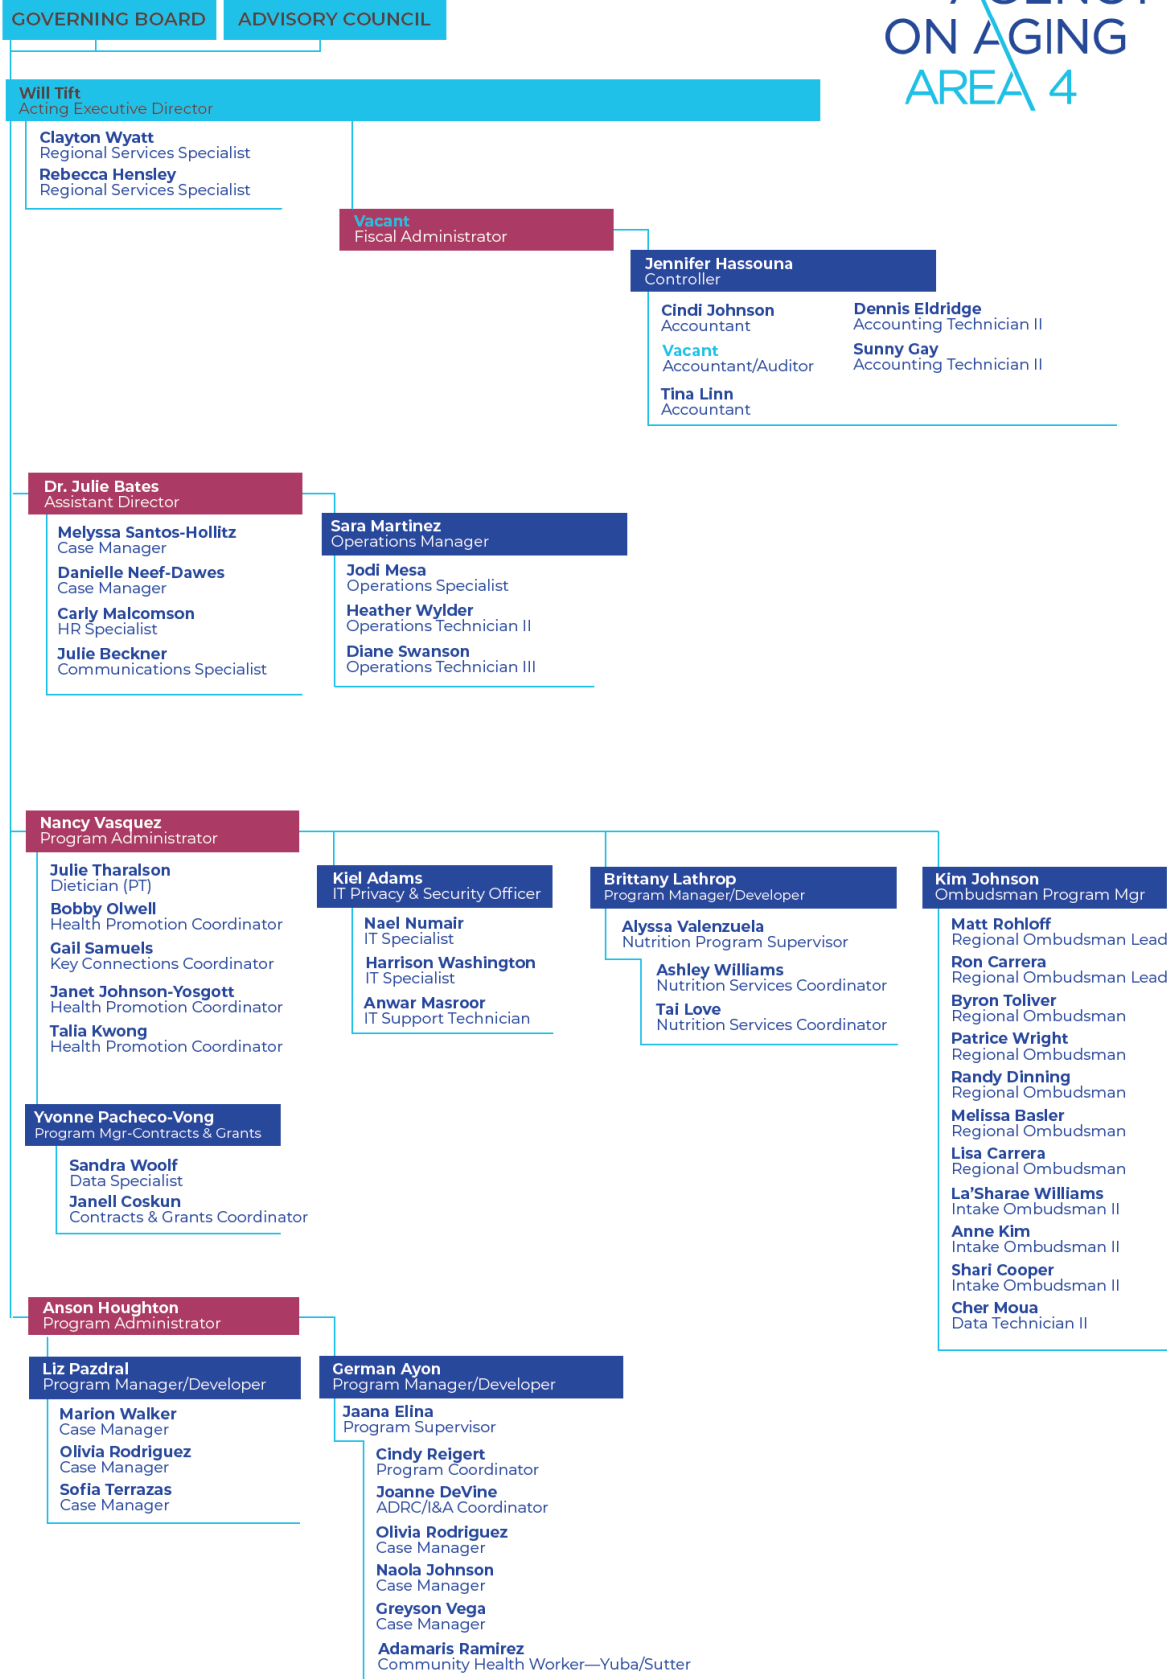 GOVERNING BOARD
ADVISORY COUNCIL
ON AGING
AREA 4
Will Tift
Acting Executive Director
Clayton Wyatt
Regional Services Specialist
Rebecca Hensley
Regional Services Specialist
Vacant
Fiscal Administrator
Jennifer Hassouna
Controller
Cindi Johnson
Accountant
Vacant
Accountant/Auditor
Tina Linn
Accountant
Dennis Eldridge
Accounting Technician II
Sunny Gay
Accounting Technician II
Dr. Julie Bates
Assistant Director
Melyssa Santos-Hollitz
Case Manager
Danielle Neef-Dawes
Case Manager
Carly Malcomson
HR Specialist
Julie Beckner
Communications Specialist
Sara Martinez
Operations Manager
Jodi Mesa
Operations Specialist
Heather Wylder
Operations Technician II
Diane Swanson
Operations Technician III
Nancy Vasquez
Program Administrator
Julie Tharalson
Dietician (PT)
Bobby Olwell
Health Promotion Coordinator
Gail Samuels
Key Connections Coordinator
Janet Johnson-Yosgott
Health Promotion Coordinator
Talia Kwong
Health Promotion Coordinator
Yvonne Pacheco-Vong
Program Mgr-Contracts & Grants
Sandra Woolf
Data Specialist
Janell Coskun
Contracts & Grants Coordinator
Kiel Adams
IT Privacy & Security Officer
Nael Numair
IT Specialist
Harrison Washington
IT Specialist
Anwar Masroor
IT Support Technician
Brittany Lathrop
Program Manager/Developer
Alyssa Valenzuela
Nutrition Program Supervisor
Ashley Williams
Nutrition Services Coordinator
Tai Love
Nutrition Services Coordinator
Kim Johnson
Ombudsman Program Mgr
Matt Rohloff
Regional Ombudsman Lead
Ron Carrera
Regional Ombudsman Lead
Byron Toliver
Regional Ombudsman
Patrice Wright
Regional Ombudsman
Randy Dinning
Regional Ombudsman
Melissa Basler
Regional Ombudsman
Lisa Carrera
Regional Ombudsman
La’Sharae Williams
Intake Ombudsman II
Anne Kim
Intake Ombudsman II
Shari Cooper
Intake Ombudsman II
Cher Moua
Data Technician II
Anson Houghton
Program Administrator
Liz Pazdral
Program Manager/Developer
Marion Walker
Case Manager
Olivia Rodriguez
Case Manager
Sofia Terrazas
Case Manager
German Ayon
Program Manager/Developer
Jaana Elina
Program Supervisor
Cindy Reigert
Program Coordinator
Joanne DeVine
ADRC/I&A Coordinator
Olivia Rodriguez
Case Manager
Naola Johnson
Case Manager
Greyson Vega
Case Manager
Adamaris Ramirez
Community Health Worker—Yuba/Sutter